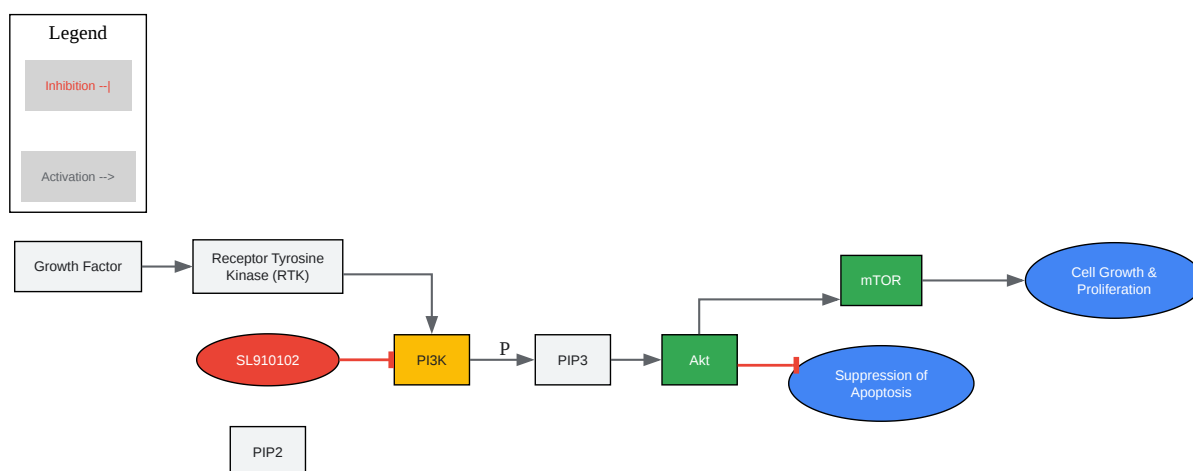 Legend
Inhibition --|
Activation -->
Growth Factor
Receptor Tyrosine
Kinase (RTK)
mTOR
Cell Growth &
Proliferation
SL910102
PI3K
P
PIP3
Akt
Suppression of
Apoptosis
PIP2